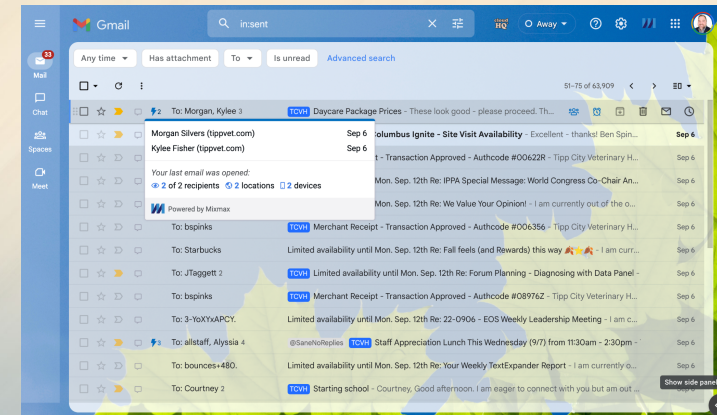 Gmail
in:sent
cloud HQ
Away
33
Mail
Chat
Spaces
Meet
Any time
Has attachment
To
Is unread
Advanced search
51–75 of 63,909
2 To: Morgan, Kylee 3 TCVH Daycare Package Prices - These look good - please proceed. Th...
Morgan Silvers (tippvet.com) Sep 6
Kylee Fisher (tippvet.com) Sep 6
Your last email was opened:
2 of 2 recipients 2 locations 2 devices
Powered by Mixmax
Columbus Ignite - Site Visit Availability - Excellent - thanks! Ben Spin... Sep 6
t - Transaction Approved - Authcode #00622R - Tipp City Veterinary H... Sep 6
Mon. Sep. 12th Re: IPPA Special Message: World Congress Co-Chair An... Sep 6
Mon. Sep. 12th Re: We Value Your Opinion! - I am currently out of the o... Sep 6
To: bspinks TCVH Merchant Receipt - Transaction Approved - Authcode #006356 - Tipp City Veterinary H... Sep 6
To: Starbucks Limited availability until Mon. Sep. 12th Re: Fall feels (and Rewards) this way 🍂⭐🍂 - I am curr... Sep 6
To: JTaggett 2 TCVH Limited availability until Mon. Sep. 12th Re: Forum Planning - Diagnosing with Data Panel - Sep 6
To: bspinks TCVH Merchant Receipt - Transaction Approved - Authcode #08976Z - Tipp City Veterinary H... Sep 6
To: 3-YoXYxAPCY. Limited availability until Mon. Sep. 12th Re: 22-0906 - EOS Weekly Leadership Meeting - I am c... Sep 6
3 To: allstaff, Alyssia 4 @SaneNoReplies TCVH Staff Appreciation Lunch This Wednesday (9/7) from 11:30am - 2:30pm - Sep 6
To: bounces+480. Limited availability until Mon. Sep. 12th Re: Your Weekly TextExpander Report - I am currently o... Sep 6
To: Courtney 2 TCVH Starting school - Courtney, Good afternoon. I am eager to connect with you but am out ... Sep 6
Show side panel